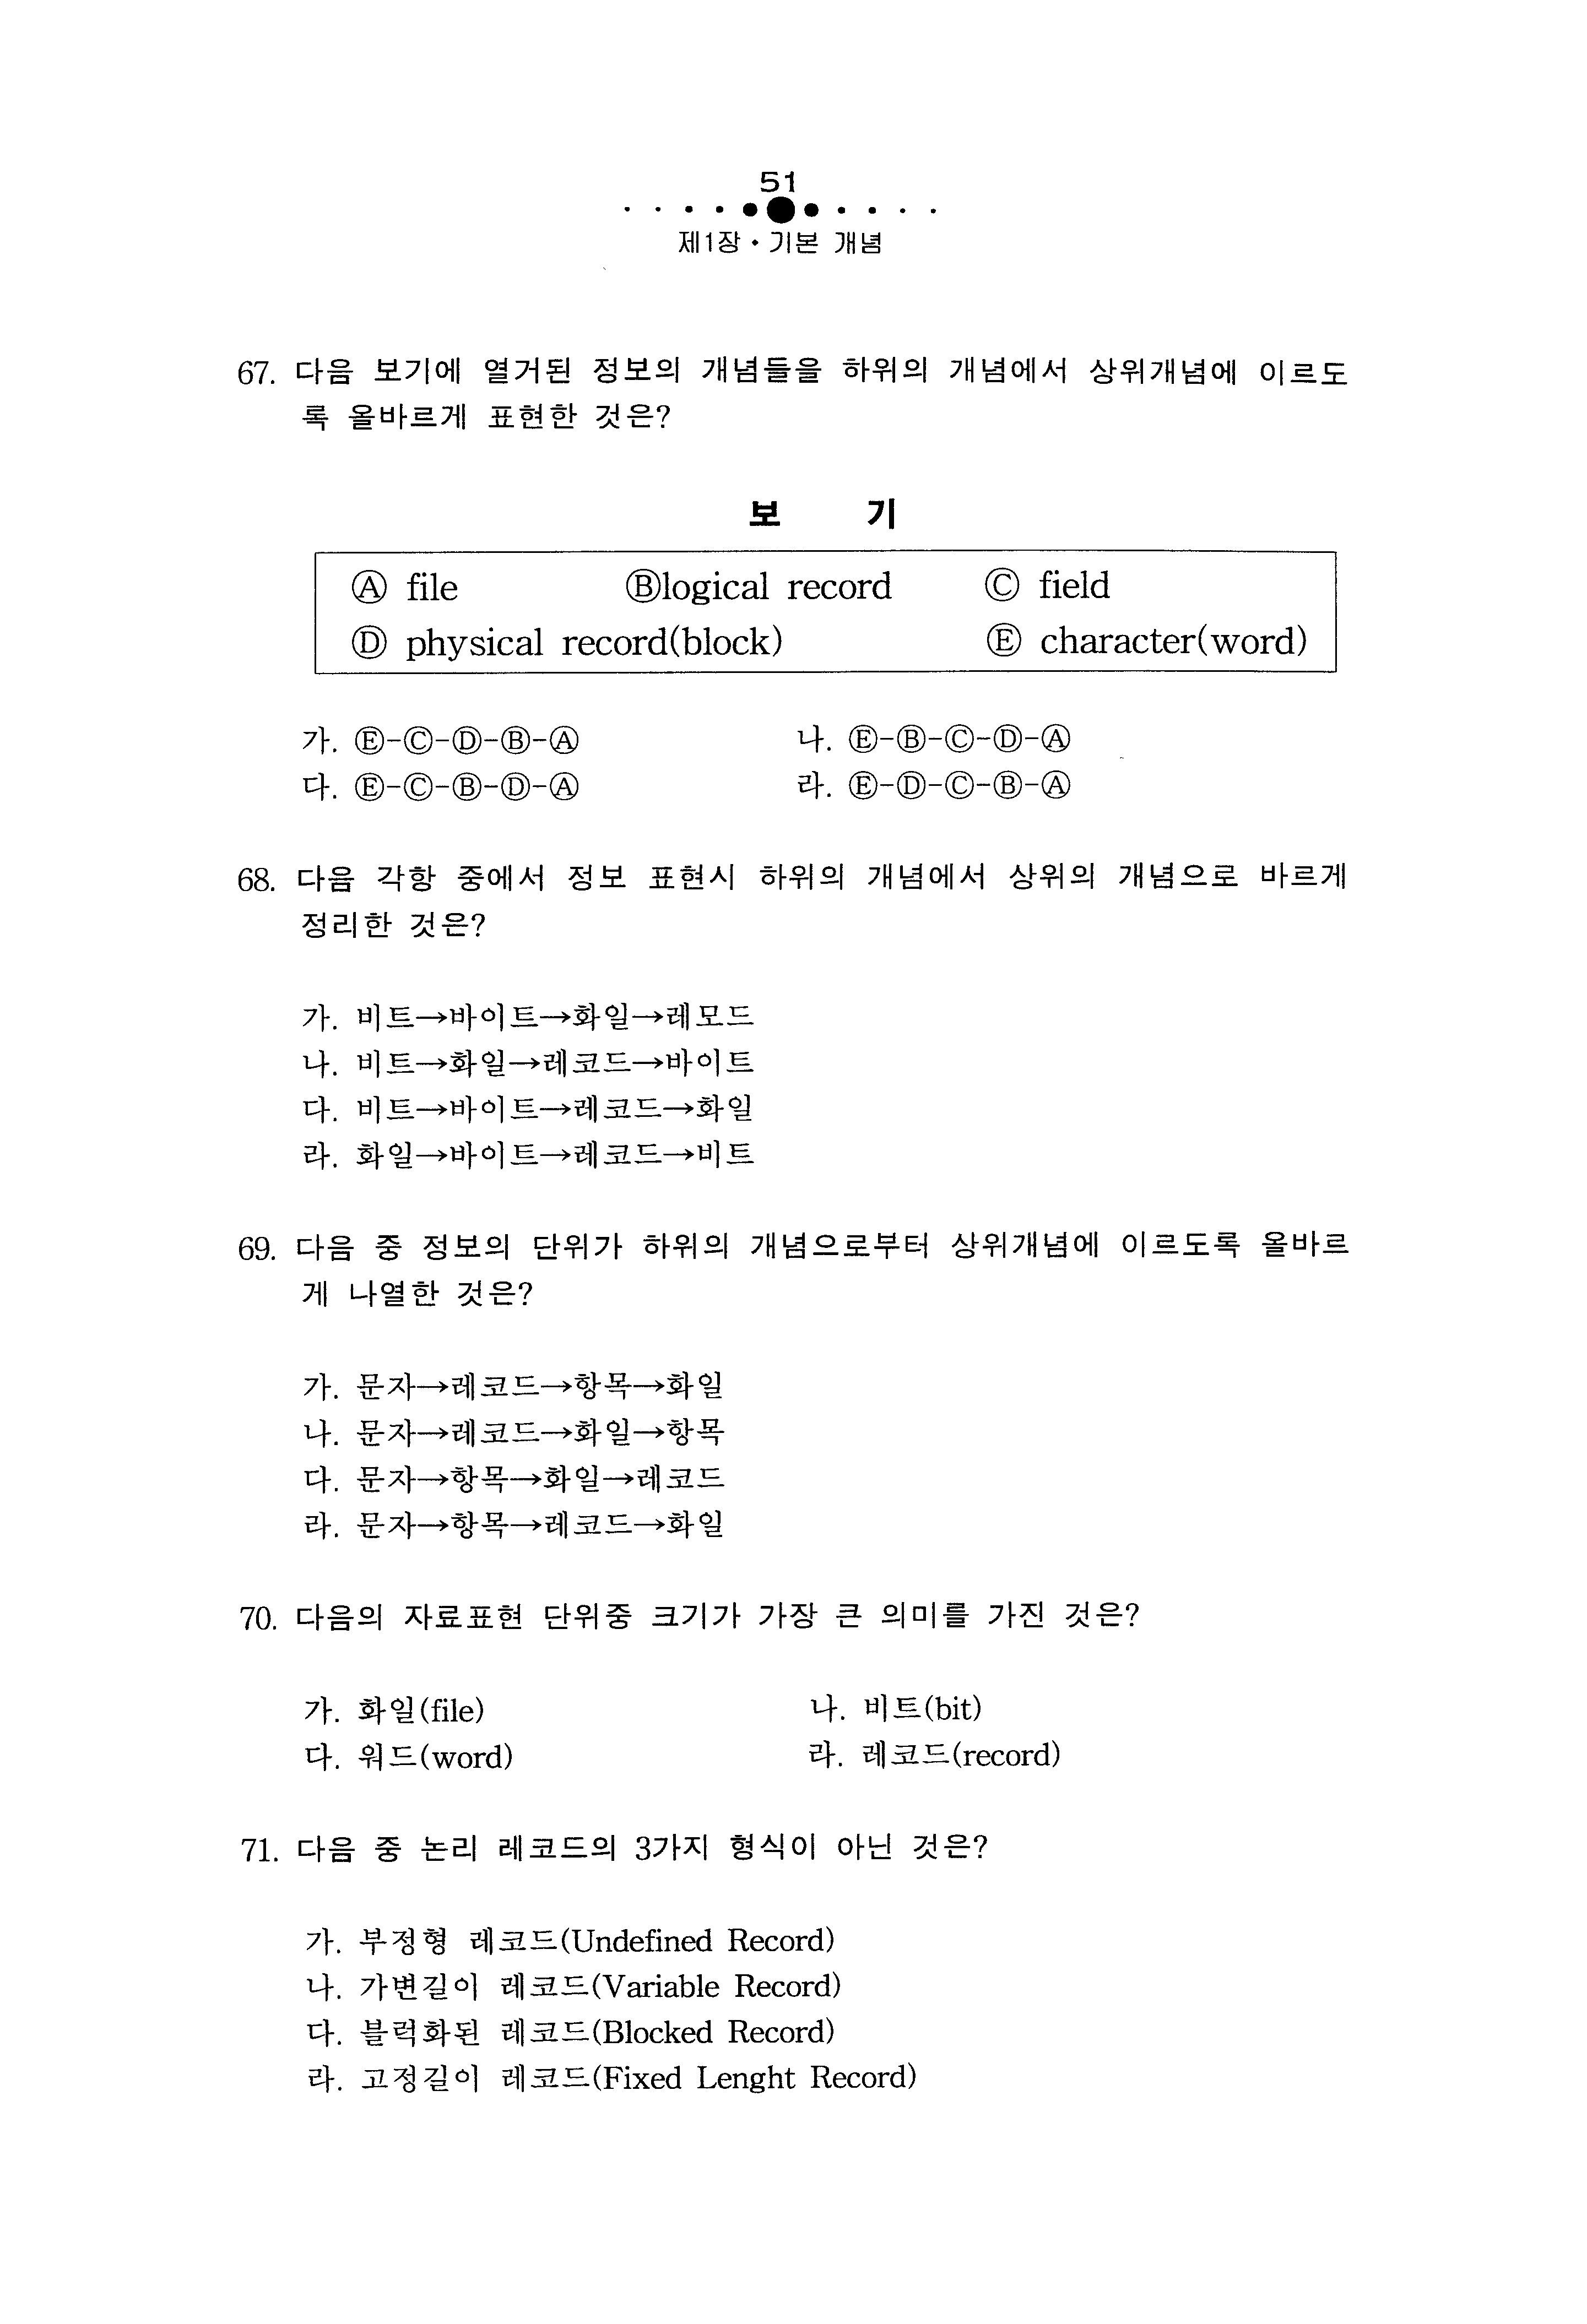 51
제1장・기본 개념
67. 다음 보기에 열거된 정보의 개념들을 하위의 개념에서 상위개념에 이르도
록 올바르게 표현한 것은?
보 기
Ⓐ file Ⓑlogical record Ⓒ field
Ⓓ physical record(block) Ⓔ character(word)
가. Ⓔ-Ⓒ-Ⓓ-Ⓑ-Ⓐ 나. Ⓔ-Ⓑ-Ⓒ-Ⓓ-Ⓐ
다. Ⓔ-Ⓒ-Ⓑ-Ⓓ-Ⓐ 라. Ⓔ-Ⓓ-Ⓒ-Ⓑ-Ⓐ
68. 다음 각항 중에서 정보 표현시 하위의 개념에서 상위의 개념으로 바르게
정리한 것은?
가. 비트→바이트→화일→레모드
나. 비트→화일→레코드→바이트
다. 비트→바이트→레코드→화일
라. 화일→바이트→레코드→비트
69. 다음 중 정보의 단위가 하위의 개념으로부터 상위개념에 이르도록 올바르
게 나열한 것은?
가. 문자→레코드→항목→화일
나. 문자→레코드→화일→항목
다. 문자→항목→화일→레코드
라. 문자→항목→레코드→화일
70. 다음의 자료표현 단위중 크기가 가장 큰 의미를 가진 것은?
가. 화일(file) 나. 비트(bit)
다. 워드(word) 라. 레코드(record)
71. 다음 중 논리 레코드의 3가지 형식이 아닌 것은?
가. 부정형 레코드(Undefined Record)
나. 가변길이 레코드(Variable Record)
다. 블럭화된 레코드(Blocked Record)
라. 고정길이 레코드(Fixed Lenght Record)